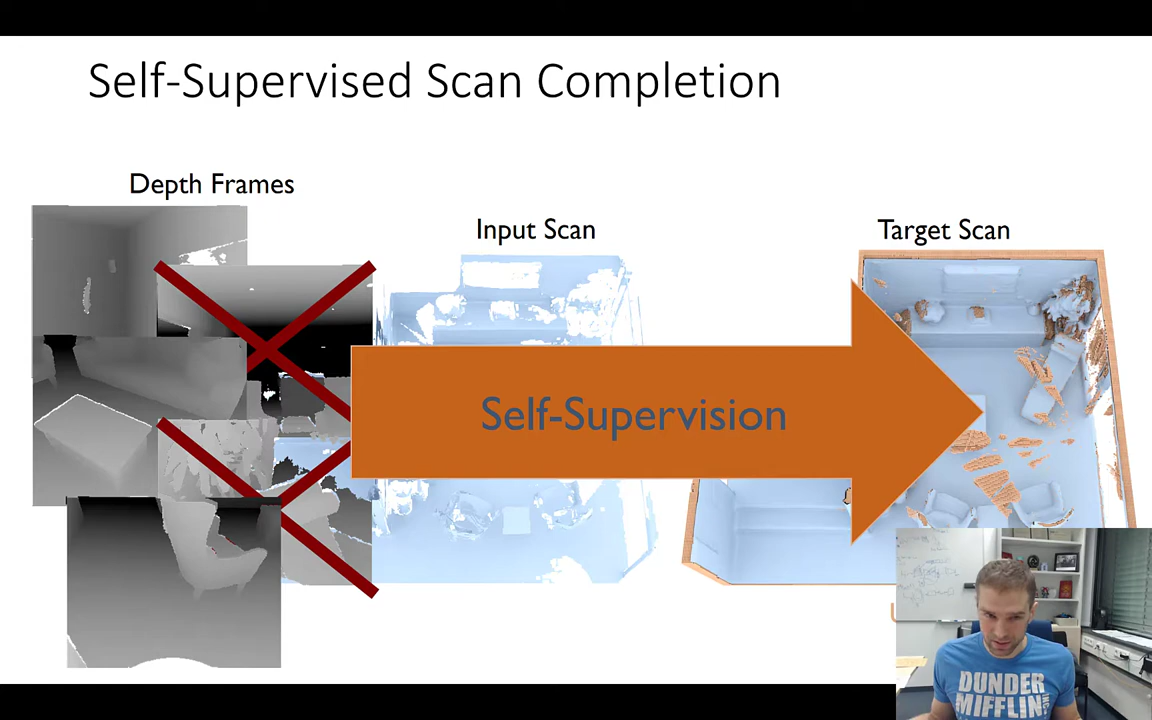 Self-Supervised Scan Completion
Depth Frames
Input Scan
Target Scan
Self-Supervision
DUNDER
MIFFLIN